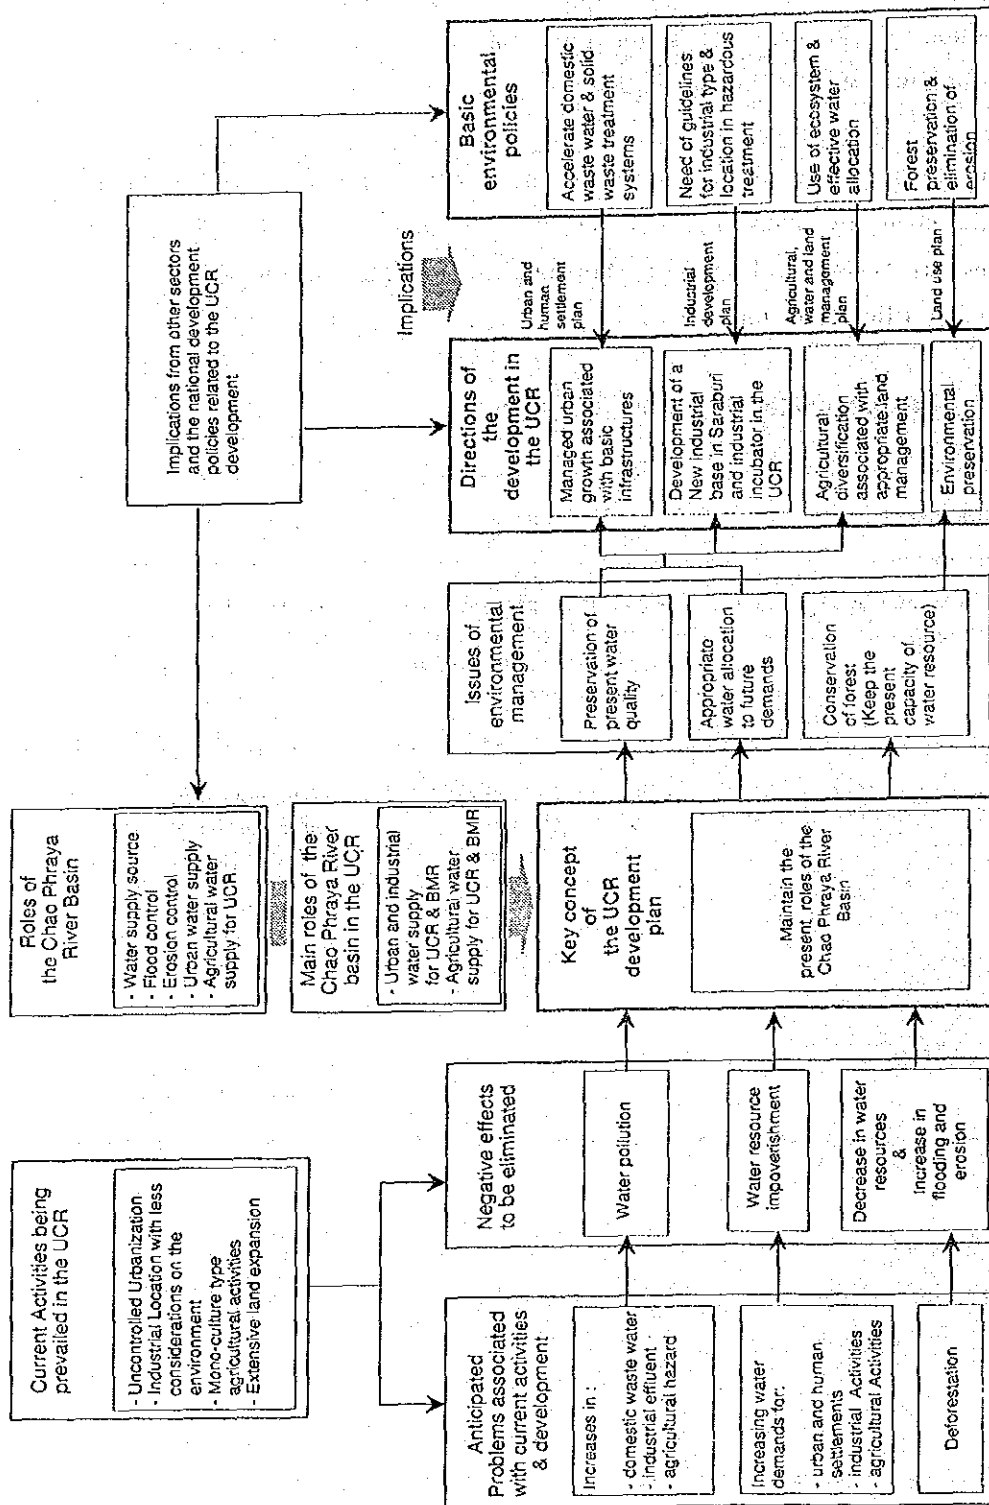 Current Activities being
prevailed in the UCR
- Uncontrolled Urbanization
- Industrial Location with less
considerations on the
environment
- Mono-culture type
agricultural activities
- Extensive land expansion
Roles of
the Chao Phraya
River Basin
- Water supply source
- Flood control
- Erosion control
- Urban water supply
- Agricultural water
supply for UCR
Main roles of the
Chao Phraya River
basin in the UCR
- Urban and industrial
water supply
for UCR & BMR
- Agricultural water
supply for UCR & BMR
Implications from other sectors
and the national development
policies related to the UCR
development
Implications
Anticipated
Problems associated
with current activities
& development
Increases in :
- domestic waste water
- industrial effluent
- agricultural hazard
Increasing water
demands for:
- urban and human
settlements
- industrial Activities
- agricultural Activities
Deforestation
Negative effects
to be eliminated
Water pollution
Water resource
impoverishment
Decrease in water
resources
&
Increase in
flooding and
erosion
Key concept
of
the UCR
development
plan
Maintain the
present roles of the
Chao Phraya River
Basin
Issues of
environmental
management
Preservation of
present water
quality
Appropriate
water allocation
to future
demands
Conservation
of forest
(Keep the
present
capacity of
water resource)
Directions of
the
development in
the UCR
Managed urban
growth associated
with basic
infrastructures
Development of a
New industrial
base in Saraburi
and industrial
incubator in the
UCR
Agricultural
diversification
associated with
appropriate land
management
Environmental
preservation
Urban and
human
settlement
plan
Industrial
development
plan
Agricultural,
water and land
management
plan
Land use plan
Basic
environmental
policies
Accelerate domestic
waste water & solid
waste treatment
systems
Need of guidelines
for industrial type &
location in hazardous
treatment
Use of ecosystem &
effective water
allocation
Forest
preservation &
elimination of
erosion